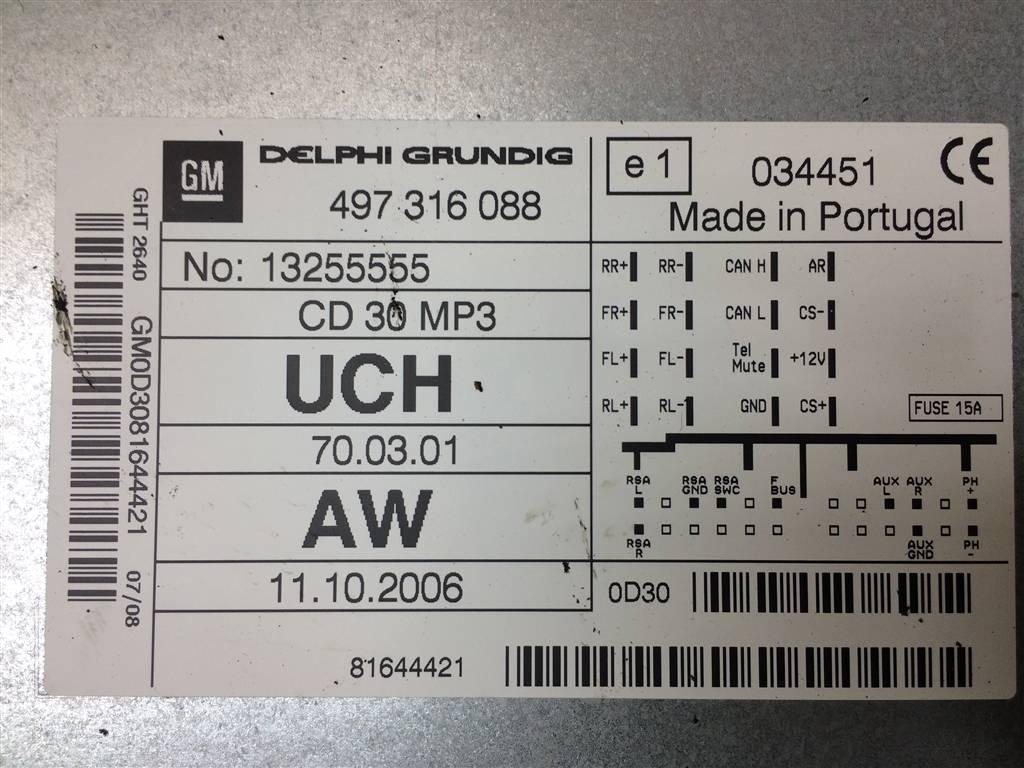 GM
DELPHI GRUNDIG
497 316 088
No: 13255555
CD 30 MP3
UCH
70.03.01
AW
11.10.2006
e1
034451
CE
Made in Portugal
RR+ RR- CAN H AR
FR+ FR- CAN L CS-
FL+ FL- Tel Mute +12V
RL+ RL- GND CS+
FUSE 15A
RSA L
RSA GND
RSA SWC
F BUS
AUX L
AUX R
PH +
RSA R
AUX GND
PH -
0D30
81644421
GHT 2640 GM0D3081644421 07/08